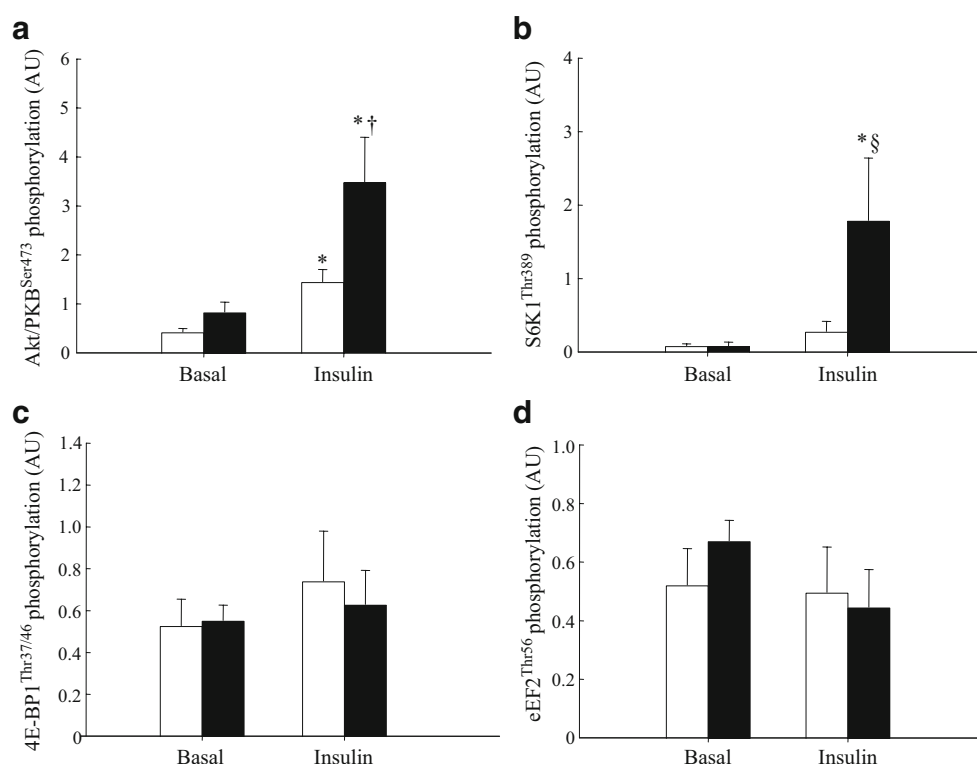 a
Akt/PKB^Ser473 phosphorylation (AU)
6
5
4
3
2
1
0
*
*†
Basal
Insulin
b
S6K1^Thr389 phosphorylation (AU)
4
3
2
1
0
*§
Basal
Insulin
c
4E-BP1^Thr37/46 phosphorylation (AU)
1.4
1.2
1.0
0.8
0.6
0.4
0.2
0.0
Basal
Insulin
d
eEF2^Thr56 phosphorylation (AU)
1.0
0.8
0.6
0.4
0.2
0
Basal
Insulin